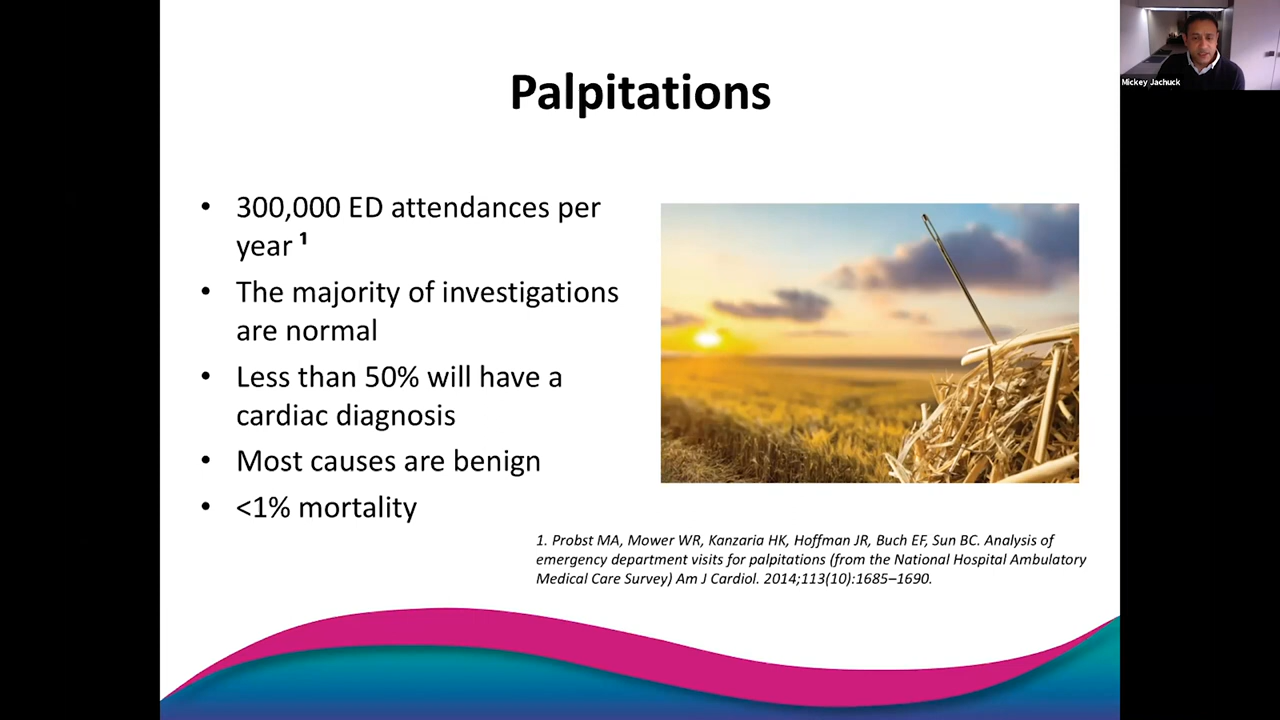 Palpitations
• 300,000 ED attendances per
year ¹
• The majority of investigations
are normal
• Less than 50% will have a
cardiac diagnosis
• Most causes are benign
• <1% mortality
1. Probst MA, Mower WR, Kanzaria HK, Hoffman JR, Buch EF, Sun BC. Analysis of
emergency department visits for palpitations (from the National Hospital Ambulatory
Medical Care Survey) Am J Cardiol. 2014;113(10):1685–1690.
Mickey Jachuck